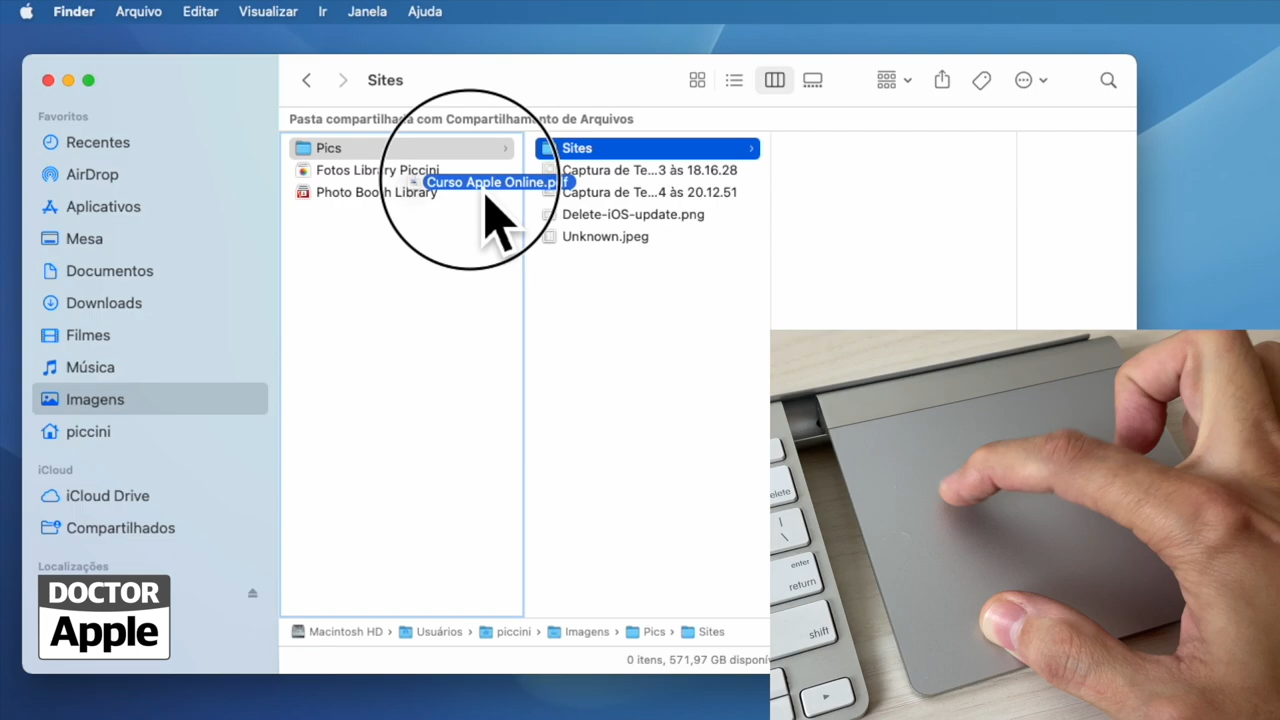 Finder Arquivo Editar Visualizar Ir Janela Ajuda
Sites
Pasta compartilhada com Compartilhamento de Arquivos
Favoritos
Recentes
AirDrop
Aplicativos
Mesa
Documentos
Downloads
Filmes
Música
Imagens
piccini
iCloud
iCloud Drive
Compartilhados
Localizações
DOCTOR
Apple
Pics
Fotos Library Piccini
Photo Booth Library
Curso Apple Online.pdf
Sites
Captura de Te...3 às 18.16.28
Captura de Te...4 às 20.12.51
Delete-iOS-update.png
Unknown.jpeg
Macintosh HD › Usuários › piccini › Imagens › Pics › Sites
0 itens, 571,97 GB disponív
delete
|
\
enter
return
shift